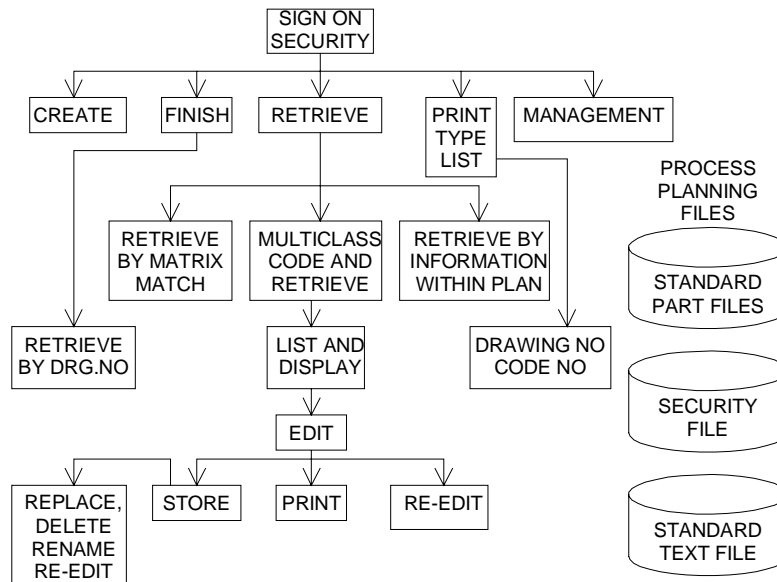 SIGN ON
SECURITY
CREATE
FINISH
RETRIEVE
PRINT
TYPE
LIST
MANAGEMENT
PROCESS
PLANNING
FILES
RETRIEVE
BY MATRIX
MATCH
MULTICLASS
CODE AND
RETRIEVE
RETRIEVE BY
INFORMATION
WITHIN PLAN
STANDARD
PART FILES
RETRIEVE
BY DRG.NO
LIST AND
DISPLAY
DRAWING NO
CODE NO
SECURITY
FILE
EDIT
REPLACE,
DELETE
RENAME
RE-EDIT
STORE
PRINT
RE-EDIT
STANDARD
TEXT FILE